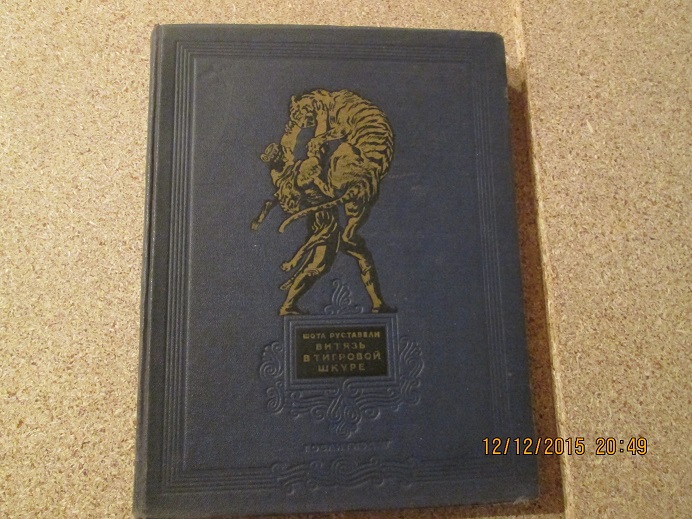 ШОТА РУСТАВЕЛИ
ВИТЯЗЬ
В ТИГРОВОЙ
ШКУРЕ
12/12/2015 20:49